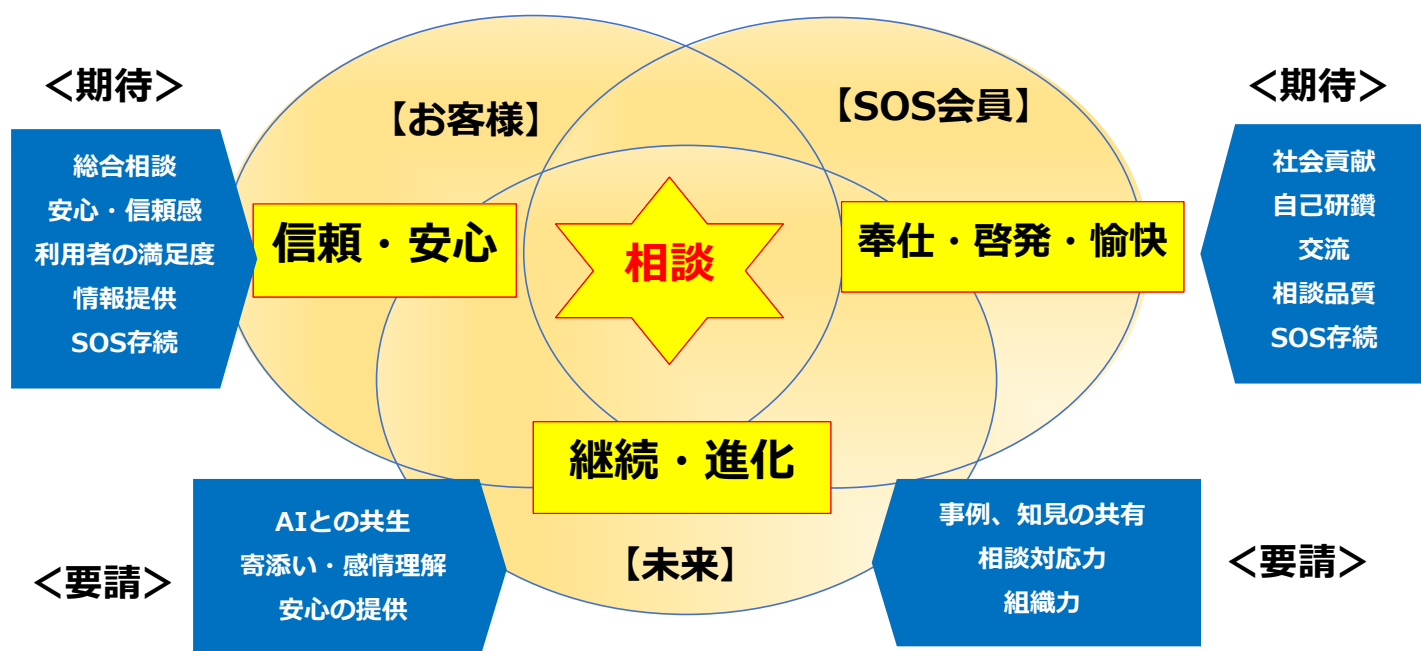 ＜期待＞
【お客様】
【SOS会員】
＜期待＞
総合相談
安心・信頼感
利用者の満足度
情報提供
SOS存続
信頼・安心
相談
奉仕・啓発・愉快
社会貢献
自己研鑽
交流
相談品質
SOS存続
継続・進化
＜要請＞
AIとの共生
寄添い・感情理解
安心の提供
【未来】
事例、知見の共有
相談対応力
組織力
＜要請＞